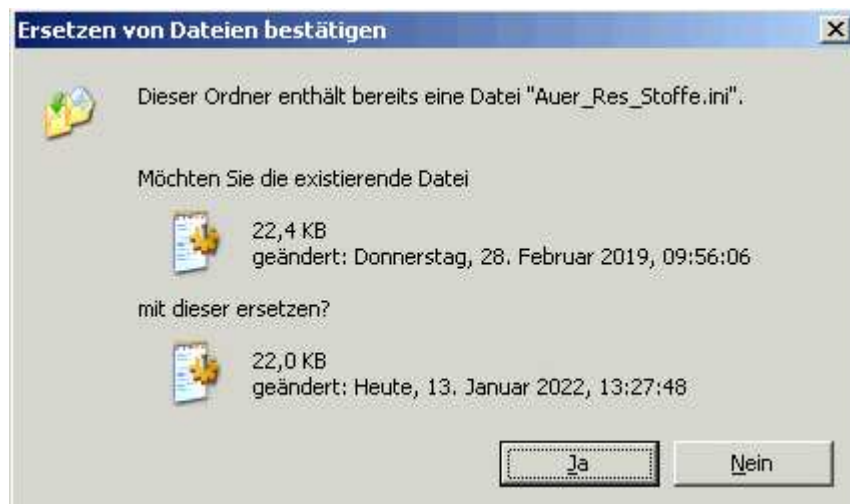 Ersetzen von Dateien bestätigen
Dieser Ordner enthält bereits eine Datei "Auer_Res_Stoffe.ini".
Möchten Sie die existierende Datei
22,4 KB
geändert: Donnerstag, 28. Februar 2019, 09:56:06
mit dieser ersetzen?
22,0 KB
geändert: Heute, 13. Januar 2022, 13:27:48
Ja
Nein